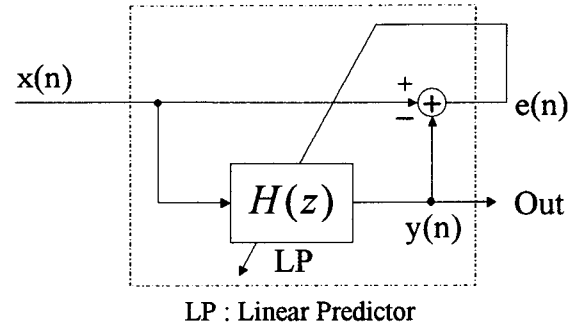 x(n)
+
−
+
e(n)
H(z)
LP
y(n)
Out
LP : Linear Predictor